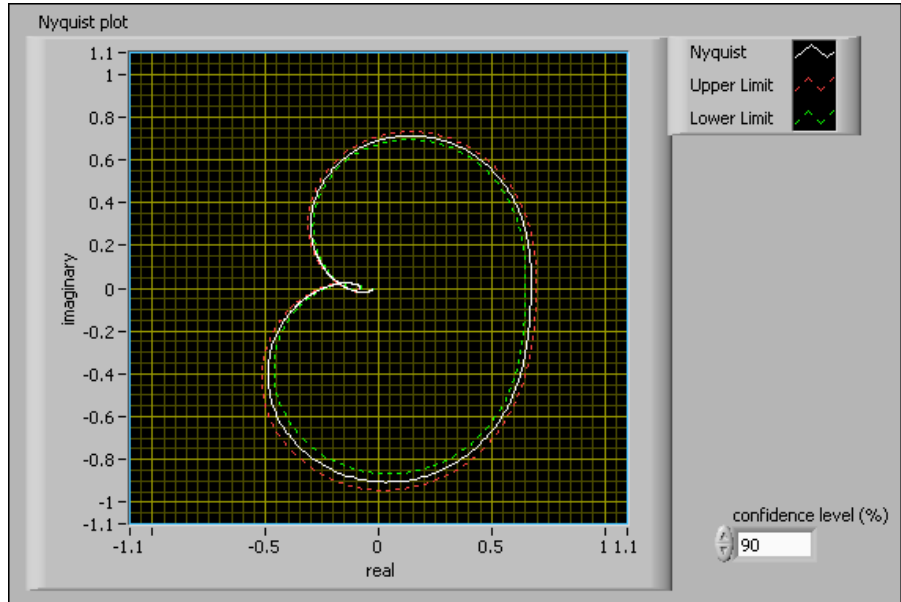 Nyquist plot
Nyquist
Upper Limit
Lower Limit
1.1
1
0.8
0.6
0.4
0.2
0
-0.2
-0.4
-0.6
-0.8
-1
-1.1
imaginary
-1.1 -0.5 0 0.5 1 1.1
real
confidence level (%)
90